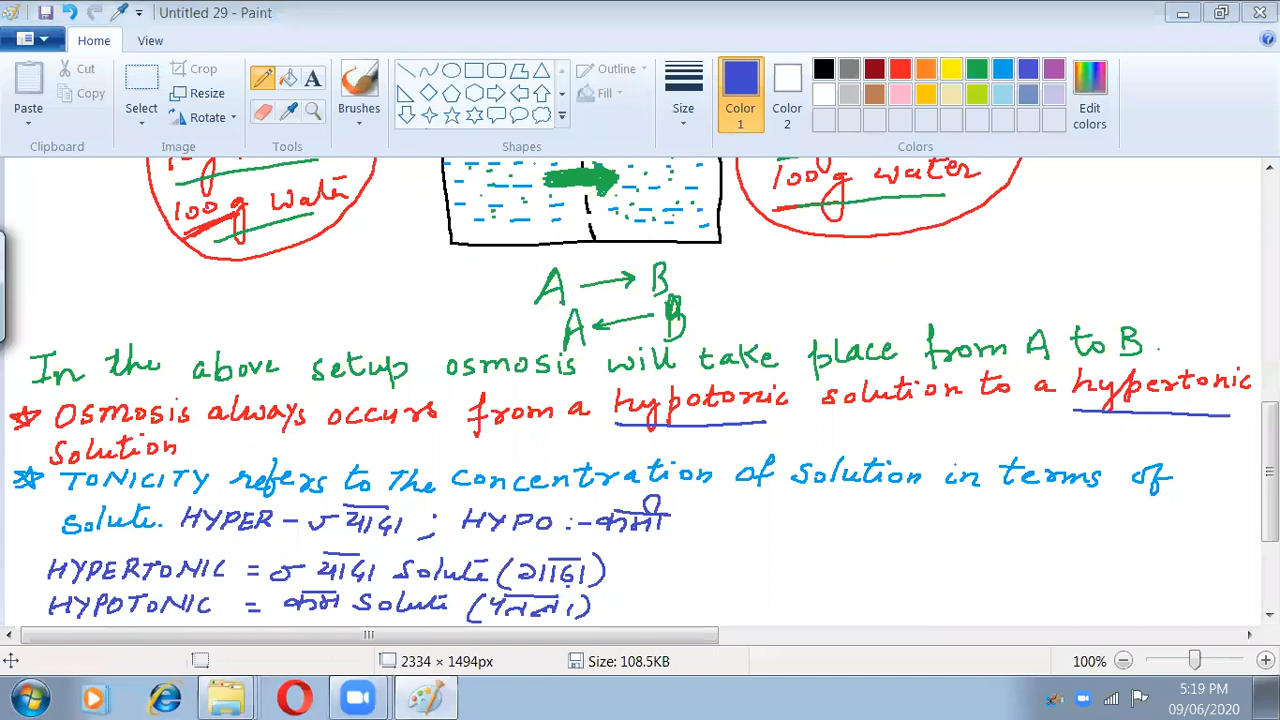 Untitled 29 - Paint
Home View
Paste Cut Copy Select Crop Resize Rotate Brushes Outline Fill Size Color 1 Color 2 Edit colors
Clipboard Image Tools Shapes Colors
100g water
100g water
A → B
A ← B
In the above setup osmosis will take place from A to B.
* Osmosis always occurs from a hypotonic solution to a hypertonic
solution
* TONICITY refers to the concentration of solution in terms of
solute. HYPER - ज्यादा ; HYPO :- कमी
HYPERTONIC = ज्यादा solute (गाढ़ा)
HYPOTONIC = कम solute (पतला)
2334 × 1494px Size: 108.5KB 100%
5:19 PM
09/06/2020